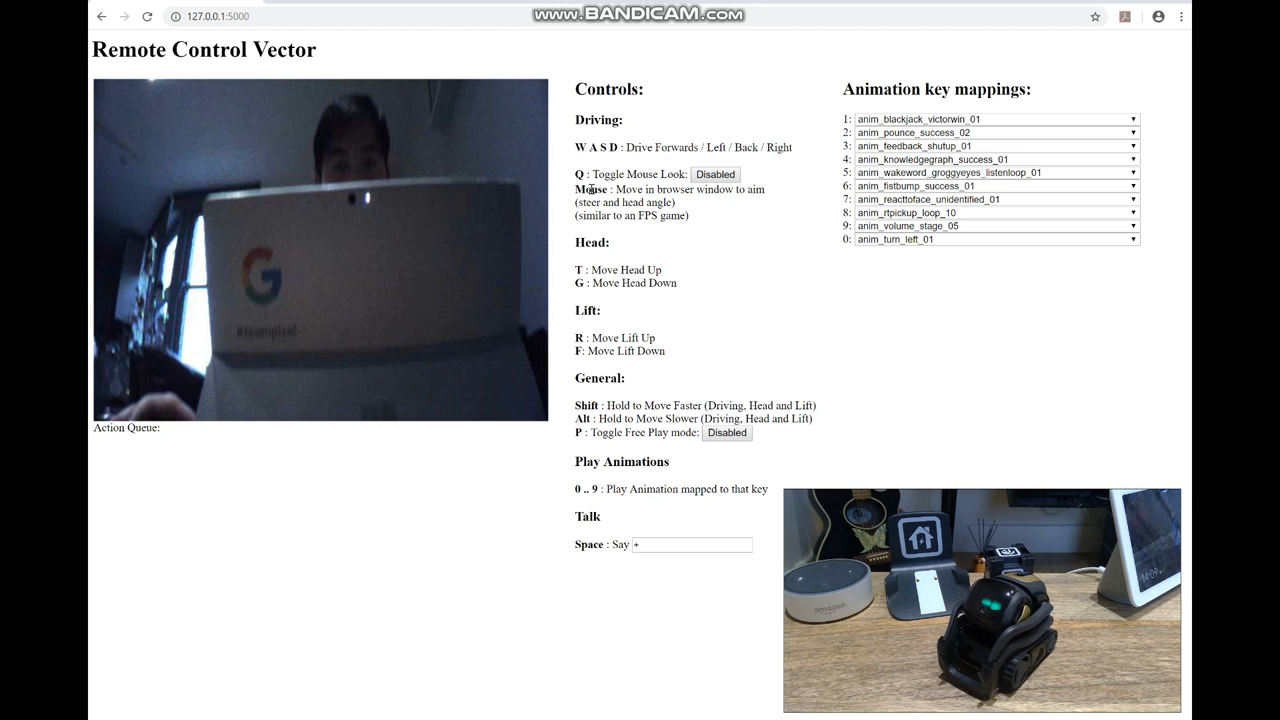 127.0.0.1:5000
www.BANDICAM.com
Remote Control Vector
G
#teampixel
Action Queue:
Controls:
Driving:
W A S D : Drive Forwards / Left / Back / Right
Q : Toggle Mouse Look: Disabled
Mouse : Move in browser window to aim
(steer and head angle)
(similar to an FPS game)
Head:
T : Move Head Up
G : Move Head Down
Lift:
R : Move Lift Up
F: Move Lift Down
General:
Shift : Hold to Move Faster (Driving, Head and Lift)
Alt : Hold to Move Slower (Driving, Head and Lift)
P : Toggle Free Play mode: Disabled
Play Animations
0 .. 9 : Play Animation mapped to that key
Talk
Space : Say +
Animation key mappings:
1: anim_blackjack_victorwin_01
2: anim_pounce_success_02
3: anim_feedback_shutup_01
4: anim_knowledgegraph_success_01
5: anim_wakeword_groggyeyes_listenloop_01
6: anim_fistbump_success_01
7: anim_reacttoface_unidentified_01
8: anim_rtpickup_loop_10
9: anim_volume_stage_05
0: anim_turn_left_01
amazon
14:09